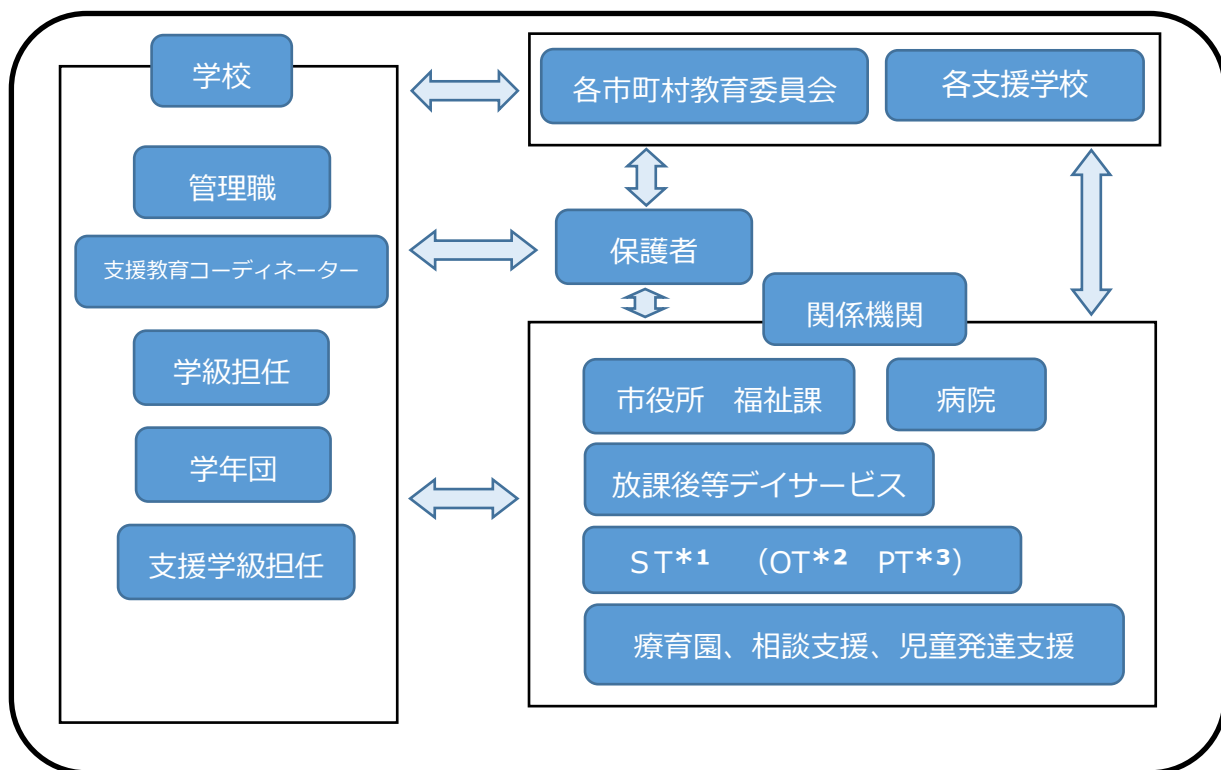 学校
管理職
支援教育コーディネーター
学級担任
学年団
支援学級担任
各市町村教育委員会
各支援学校
保護者
関係機関
市役所　福祉課
病院
放課後等デイサービス
ＳＴ*1　（OT*2　PT*3）
療育園、相談支援、児童発達支援